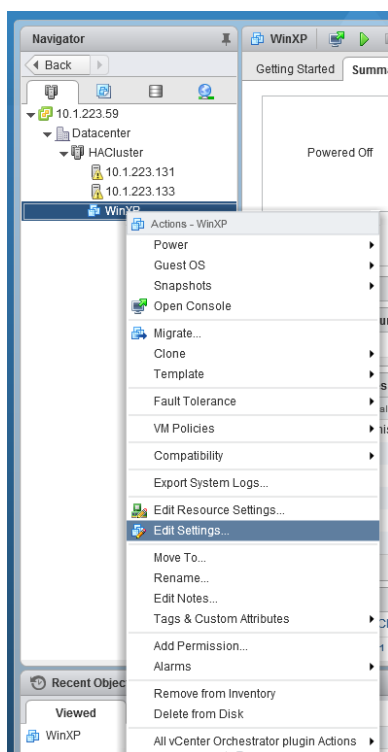 Navigator
WinXP
Back
Getting Started Summa
10.1.223.59
Datacenter
HACluster
10.1.223.131
10.1.223.133
WinXP
Powered Off
Actions - WinXP
Power
Guest OS
Snapshots
Open Console
Migrate...
Clone
Template
Fault Tolerance
VM Policies
Compatibility
Export System Logs...
Edit Resource Settings...
Edit Settings...
Move To...
Rename...
Edit Notes...
Tags & Custom Attributes
Add Permission...
Alarms
Remove from Inventory
Delete from Disk
All vCenter Orchestrator plugin Actions
Recent Objec
Viewed
WinXP